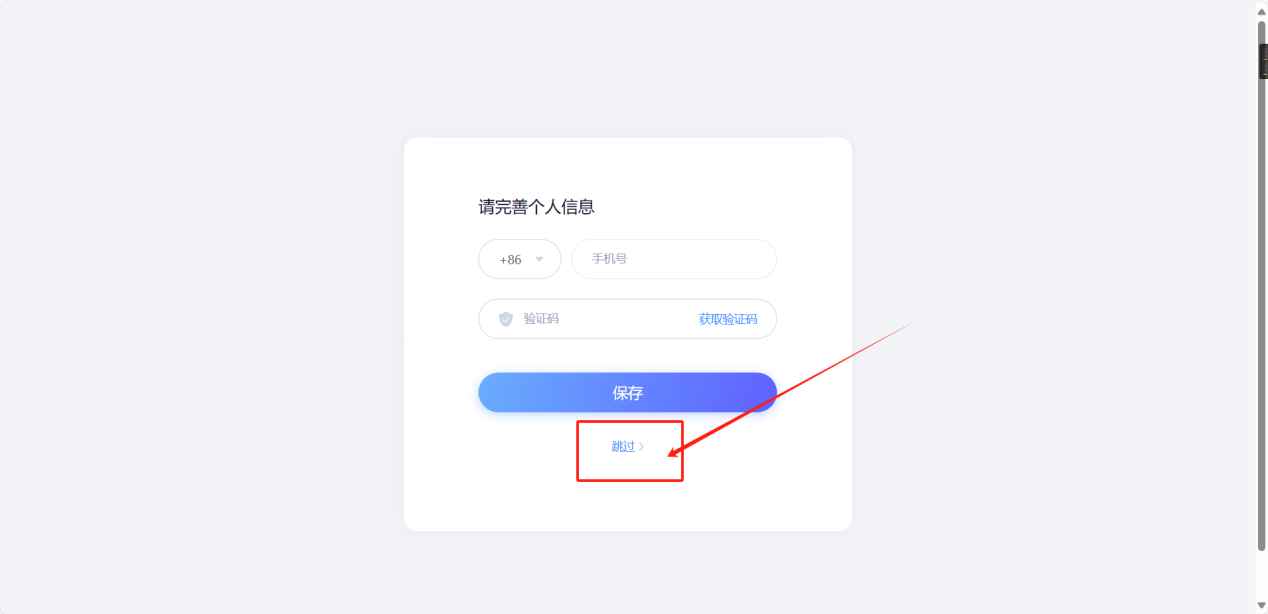 请完善个人信息
+86 手机号
验证码 获取验证码
保存
跳过